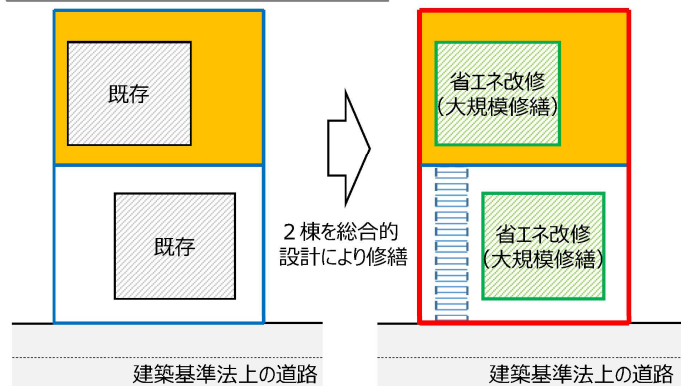 既存
既存
建築基準法上の道路
2棟を総合的
設計により修繕
省エネ改修
(大規模修繕)
省エネ改修
(大規模修繕)
建築基準法上の道路